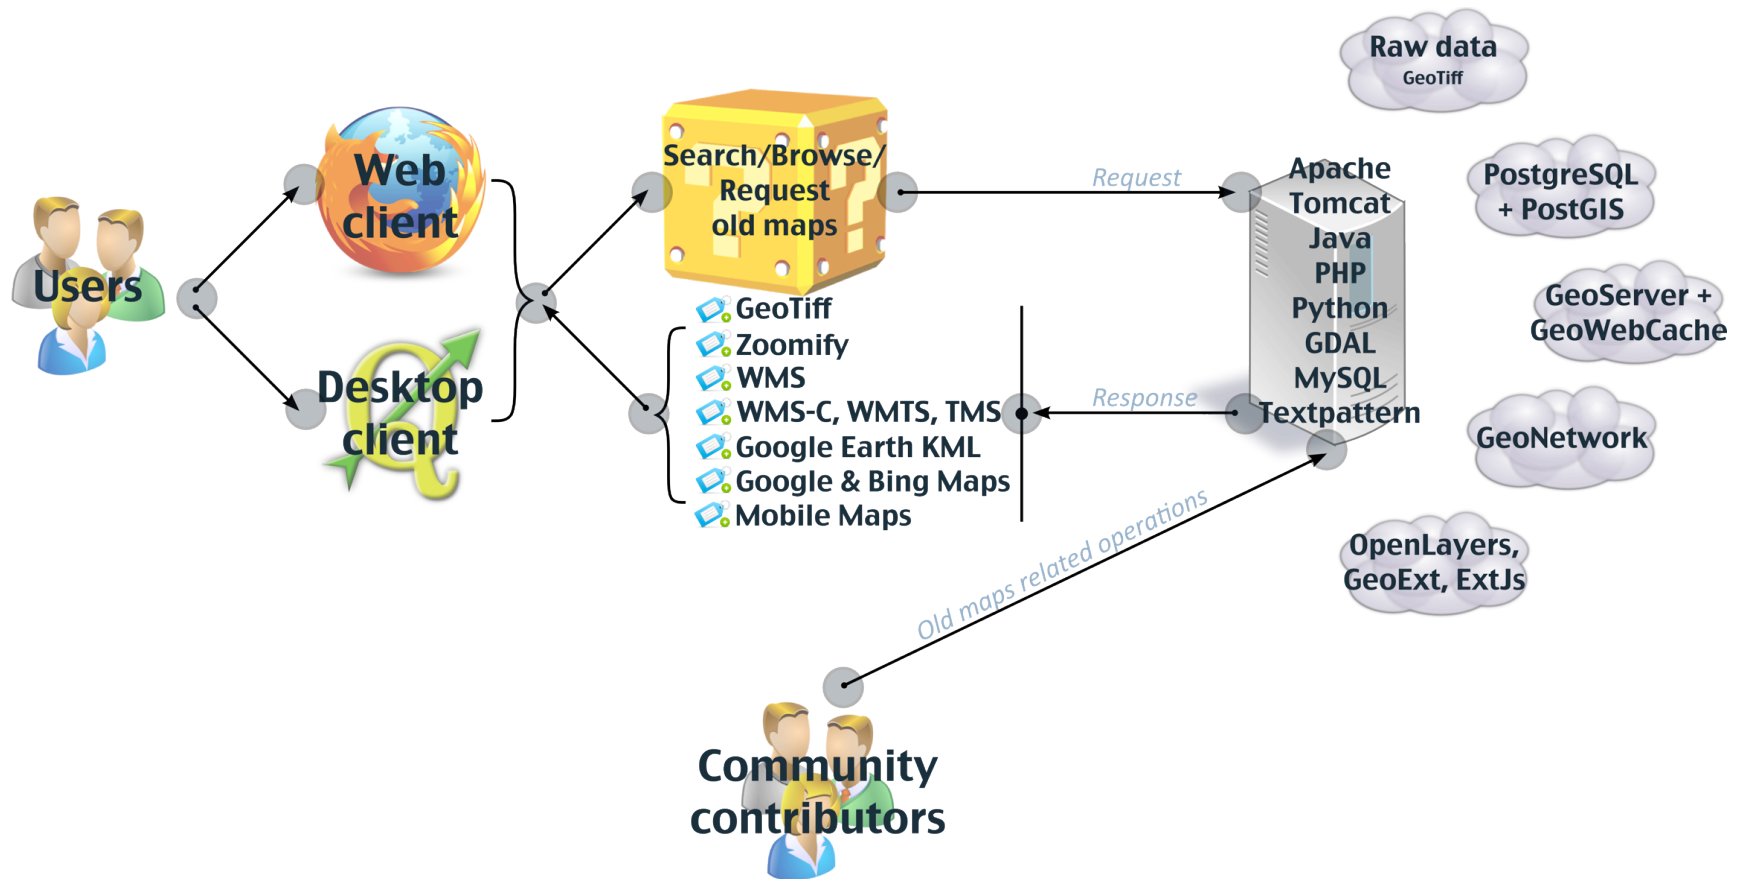 Users
Web
client
Desktop
client
Search/Browse/
Request
old maps
GeoTiff
Zoomify
WMS
WMS-C, WMTS, TMS
Google Earth KML
Google & Bing Maps
Mobile Maps
Request
Response
Old maps related operations
Community
contributors
Apache
Tomcat
Java
PHP
Python
GDAL
MySQL
Textpattern
Raw data
GeoTiff
PostgreSQL
+ PostGIS
GeoServer +
GeoWebCache
GeoNetwork
OpenLayers,
GeoExt, ExtJs